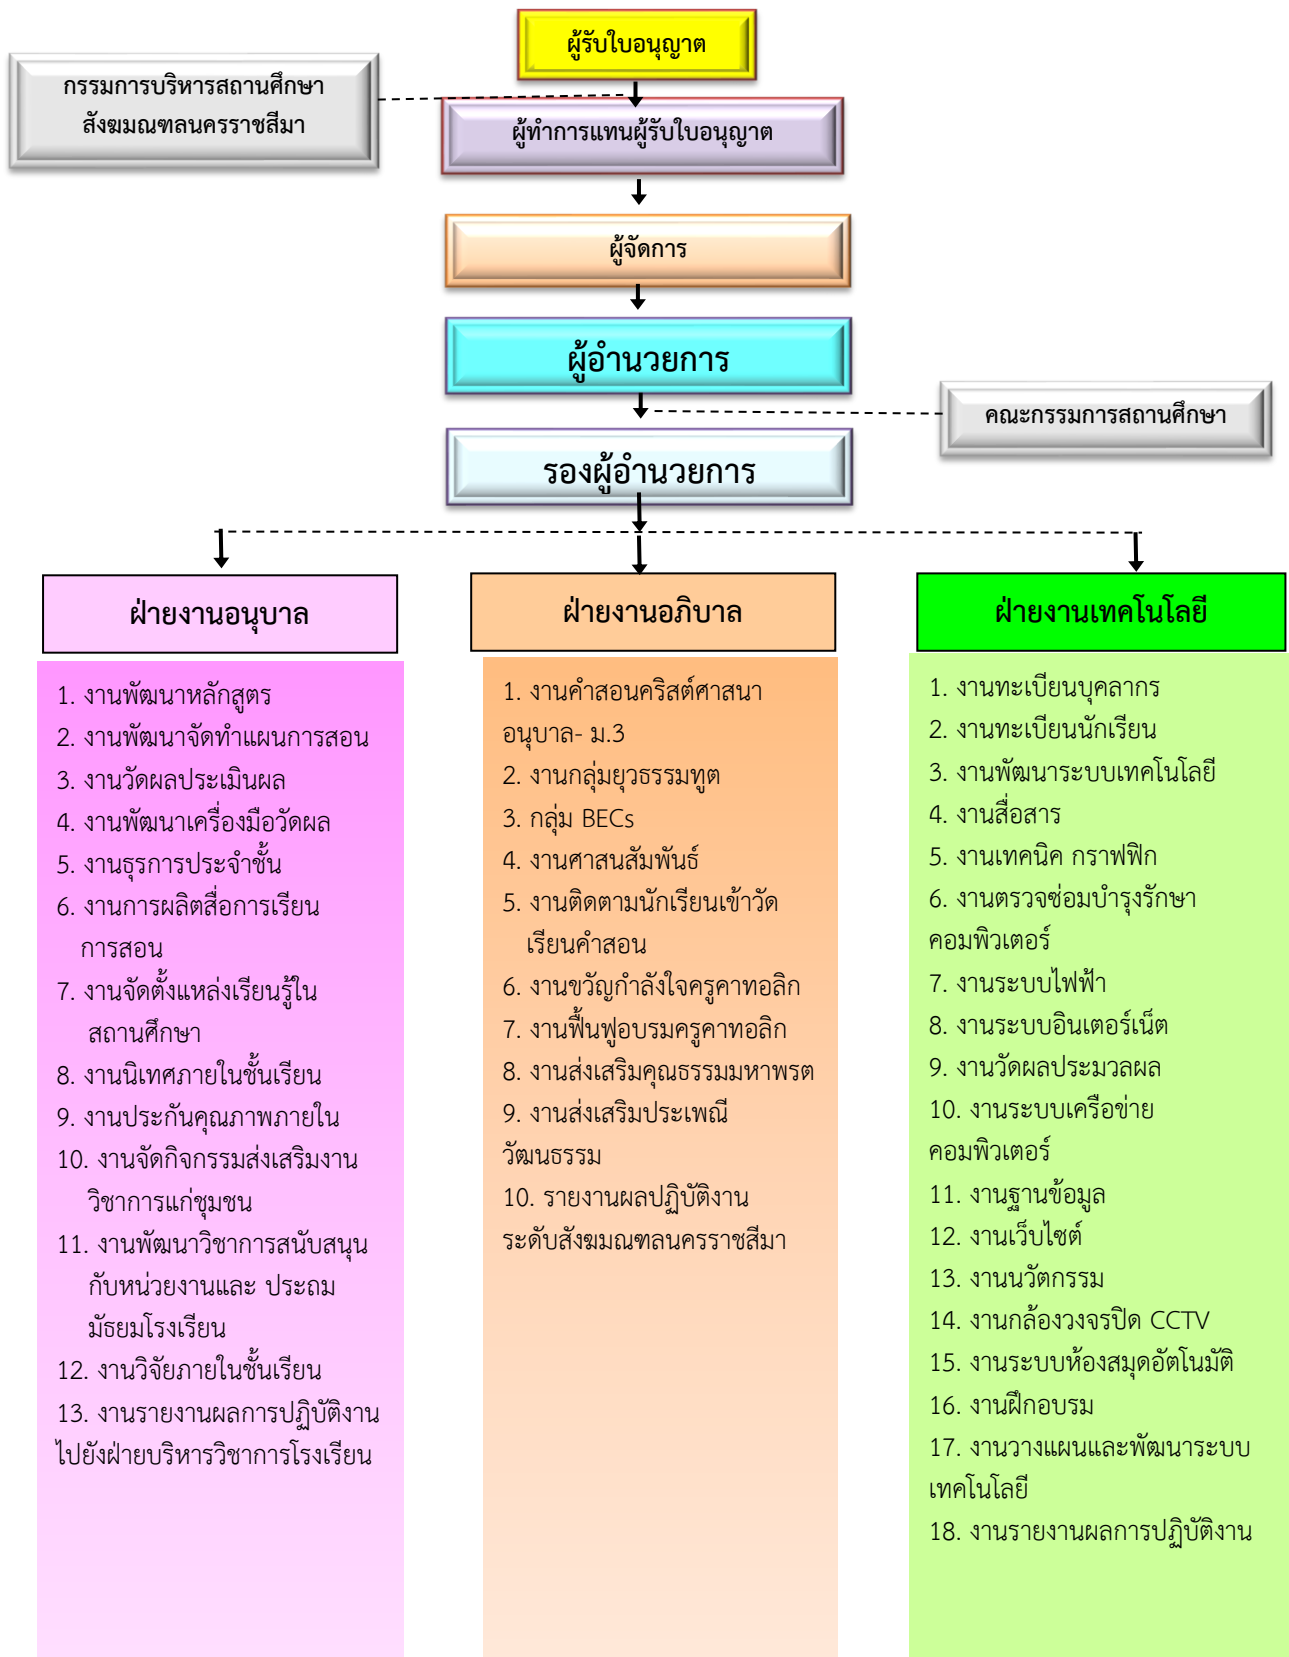 ผู้รับใบอนุญาต
กรรมการบริหารสถานศึกษา
สังฆมณฑลนครราชสีมา
ผู้ทำการแทนผู้รับใบอนุญาต
ผู้จัดการ
ผู้อำนวยการ
คณะกรรมการสถานศึกษา
รองผู้อำนวยการ
ฝ่ายงานอนุบาล
1. งานพัฒนาหลักสูตร
2. งานพัฒนาจัดทำแผนการสอน
3. งานวัดผลประเมินผล
4. งานพัฒนาเครื่องมือวัดผล
5. งานธุรการประจำชั้น
6. งานการผลิตสื่อการเรียน
การสอน
7. งานจัดตั้งแหล่งเรียนรู้ใน
สถานศึกษา
8. งานนิเทศภายในชั้นเรียน
9. งานประกันคุณภาพภายใน
10. งานจัดกิจกรรมส่งเสริมงาน
วิชาการแก่ชุมชน
11. งานพัฒนาวิชาการสนับสนุน
กับหน่วยงานและ ประถม
มัธยมโรงเรียน
12. งานวิจัยภายในชั้นเรียน
13. งานรายงานผลการปฏิบัติงาน
ไปยังฝ่ายบริหารวิชาการโรงเรียน
ฝ่ายงานอภิบาล
1. งานคำสอนคริสต์ศาสนา
อนุบาล- ม.3
2. งานกลุ่มยุวธรรมทูต
3. กลุ่ม BECs
4. งานศาสนสัมพันธ์
5. งานติดตามนักเรียนเข้าวัด
เรียนคำสอน
6. งานขวัญกำลังใจครูคาทอลิก
7. งานฟื้นฟูอบรมครูคาทอลิก
8. งานส่งเสริมคุณธรรมมหาพรต
9. งานส่งเสริมประเพณี
วัฒนธรรม
10. รายงานผลปฏิบัติงาน
ระดับสังฆมณฑลนครราชสีมา
ฝ่ายงานเทคโนโลยี
1. งานทะเบียนบุคลากร
2. งานทะเบียนนักเรียน
3. งานพัฒนาระบบเทคโนโลยี
4. งานสื่อสาร
5. งานเทคนิค กราฟฟิก
6. งานตรวจซ่อมบำรุงรักษา
คอมพิวเตอร์
7. งานระบบไฟฟ้า
8. งานระบบอินเตอร์เน็ต
9. งานวัดผลประมวลผล
10. งานระบบเครือข่าย
คอมพิวเตอร์
11. งานฐานข้อมูล
12. งานเว็บไซต์
13. งานนวัตกรรม
14. งานกล้องวงจรปิด CCTV
15. งานระบบห้องสมุดอัตโนมัติ
16. งานฝึกอบรม
17. งานวางแผนและพัฒนาระบบ
เทคโนโลยี
18. งานรายงานผลการปฏิบัติงาน